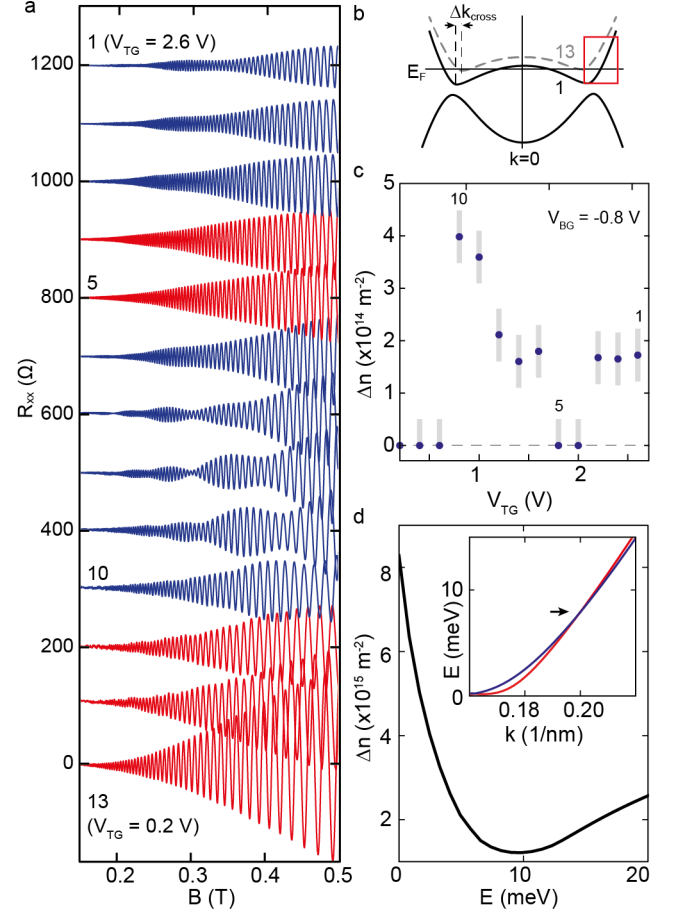 a
1 (V_TG = 2.6 V)
1200
1000
5
800
R_xx (Ω)
600
400
10
200
0
13
(V_TG = 0.2 V)
0.2
0.3
0.4
0.5
B (T)
b
Δk_cross
13
E_F
1
k=0
c
5
10
V_BG = -0.8 V
4
3
Δn (x10^14 m^-2)
2
1
1
5
0
1
2
V_TG (V)
d
8
10
E (meV)
6
0
0.18
0.20
k (1/nm)
Δn (x10^15 m^-2)
4
2
0
10
20
E (meV)